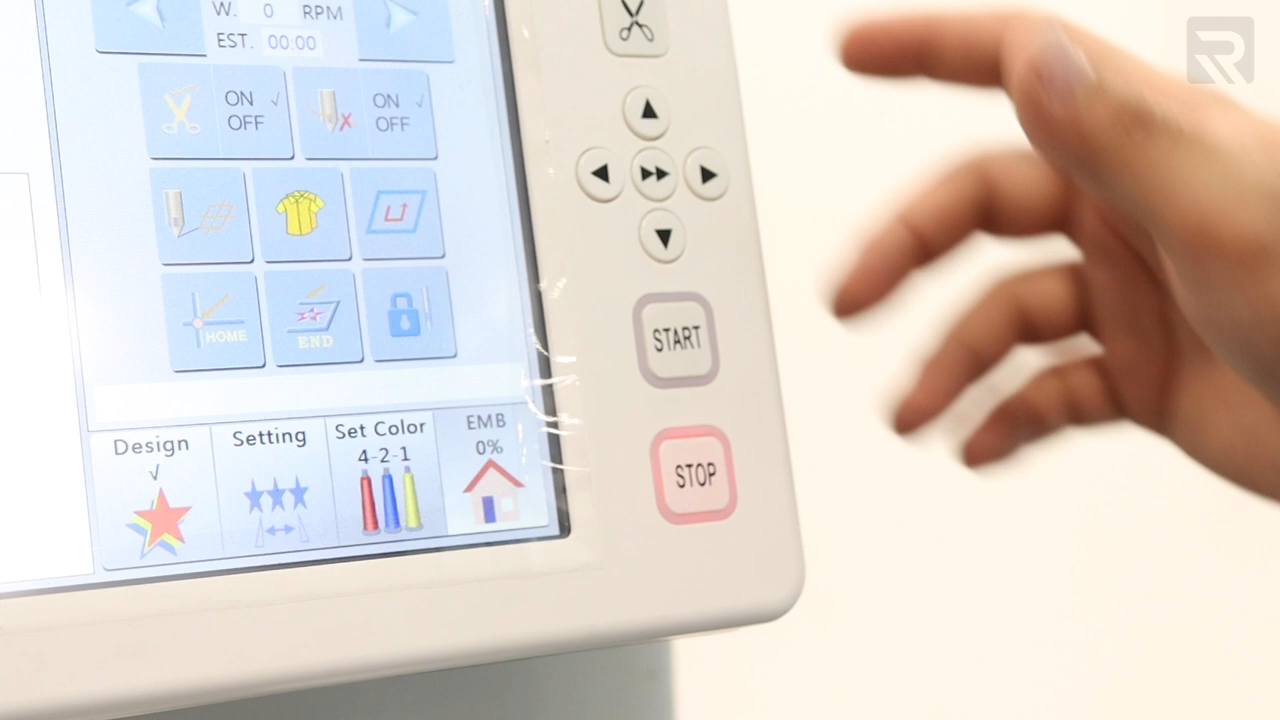 W. 0 RPM
EST. 00:00
ON √
OFF
ON √
OFF
HOME
END
Design
√
Setting
Set Color
4-2-1
EMB
0%
START
STOP